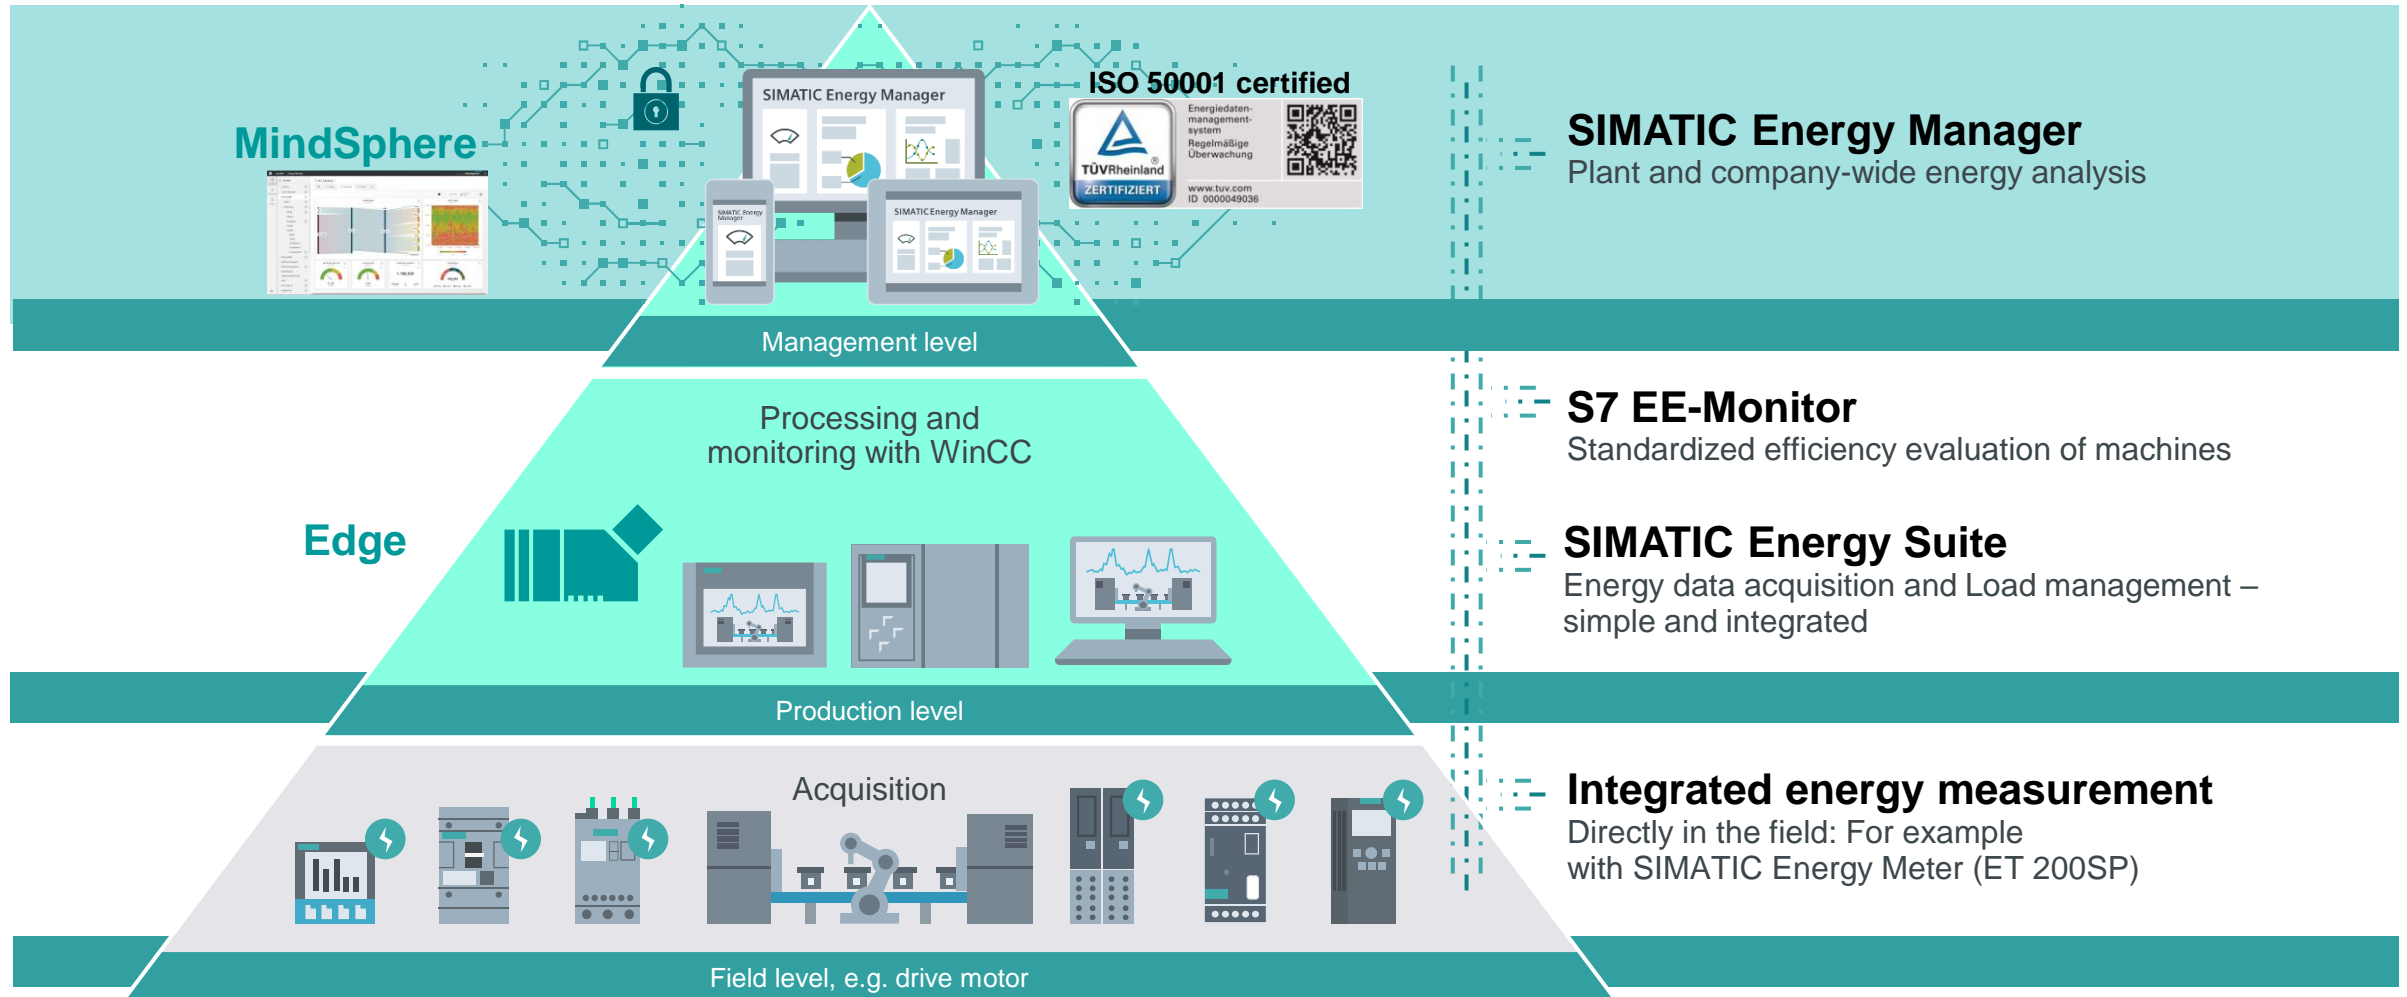 MindSphere
SIMATIC Energy Manager
SIMATIC Energy
Manager
SIMATIC Energy Manager
ISO 50001 certified
TÜVRheinland
®
ZERTIFIZIERT
Energiedaten-
management-
system
Regelmäßige
Überwachung
www.tuv.com
ID 0000049036
SIMATIC Energy Manager
Plant and company-wide energy analysis
Management level
Processing and
monitoring with WinCC
S7 EE-Monitor
Standardized efficiency evaluation of machines
Edge
SIMATIC Energy Suite
Energy data acquisition and Load management –
simple and integrated
Production level
Acquisition
Integrated energy measurement
Directly in the field: For example
with SIMATIC Energy Meter (ET 200SP)
Field level, e.g. drive motor